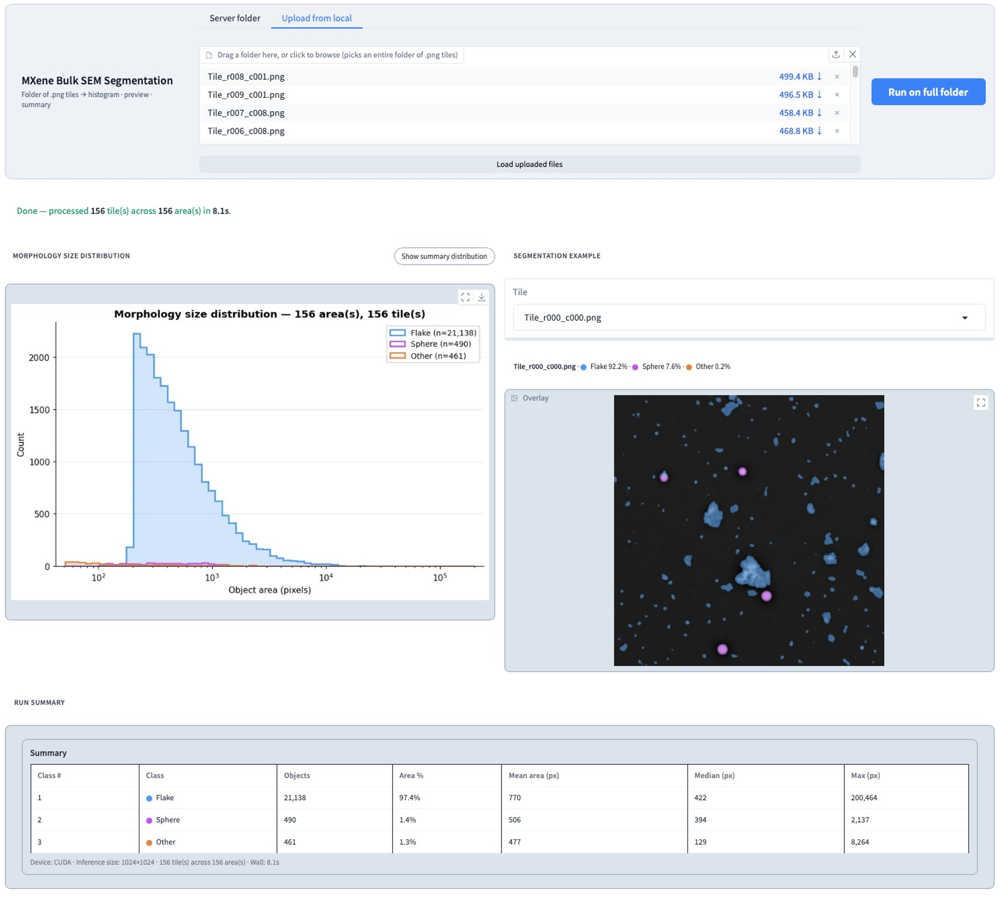 Server folder
Upload from local
MXene Bulk SEM Segmentation
Folder of .png tiles → histogram · preview ·
summary
Drag a folder here, or click to browse (picks an entire folder of .png tiles)
Tile_r008_c001.png 499.4 KB ⇣ ×
Tile_r009_c001.png 496.5 KB ⇣ ×
Tile_r007_c008.png 458.4 KB ⇣ ×
Tile_r006_c008.png 468.8 KB ⇣ ×
Run on full folder
Load uploaded files
Done — processed 156 tile(s) across 156 area(s) in 8.1s.
MORPHOLOGY SIZE DISTRIBUTION
Show summary distribution
Morphology size distribution — 156 area(s), 156 tile(s)
Flake (n=21,138)
Sphere (n=490)
Other (n=461)
Count
2000
1500
1000
500
0
10² 10³ 10⁴ 10⁵
Object area (pixels)
SEGMENTATION EXAMPLE
Tile
Tile_r000_c000.png
Tile_r000_c000.png · Flake 92.2% · Sphere 7.6% · Other 0.2%
Overlay
RUN SUMMARY
Summary
Class # Class Objects Area % Mean area (px) Median (px) Max (px)
1 Flake 21,138 97.4% 770 422 200,464
2 Sphere 490 1.4% 506 394 2,137
3 Other 461 1.3% 477 129 8,264
Device: CUDA · Inference size: 1024×1024 · 156 tile(s) across 156 area(s) · Wall: 8.1s